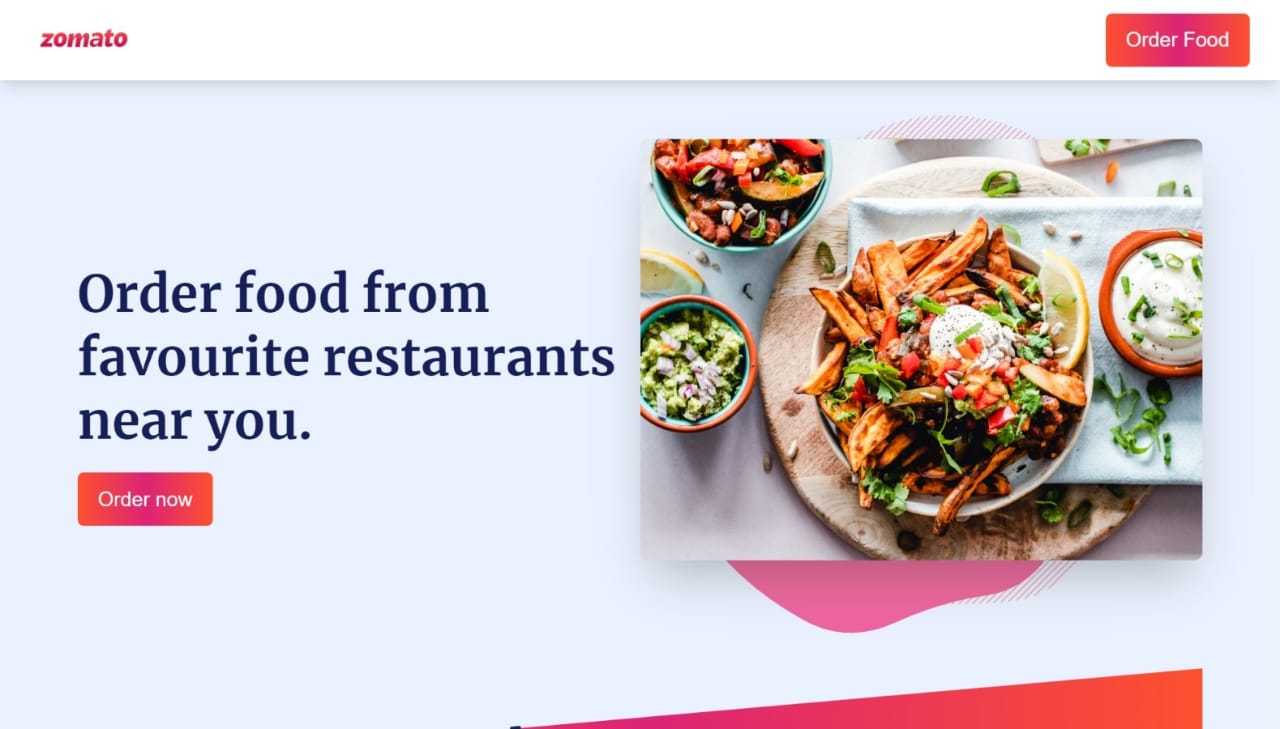 zomato
Order Food
Order food from
favourite restaurants
near you.
Order now